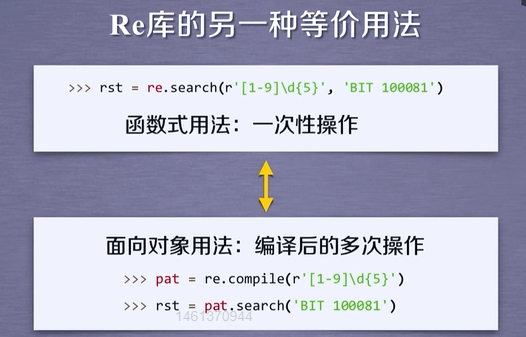 Re库的另一种等价用法
>>> rst = re.search(r'[1-9]\d{5}', 'BIT 100081')
函数式用法：一次性操作
面向对象用法：编译后的多次操作
>>> pat = re.compile(r'[1-9]\d{5}')
>>> rst = pat.search('BIT 100081')
1461370944